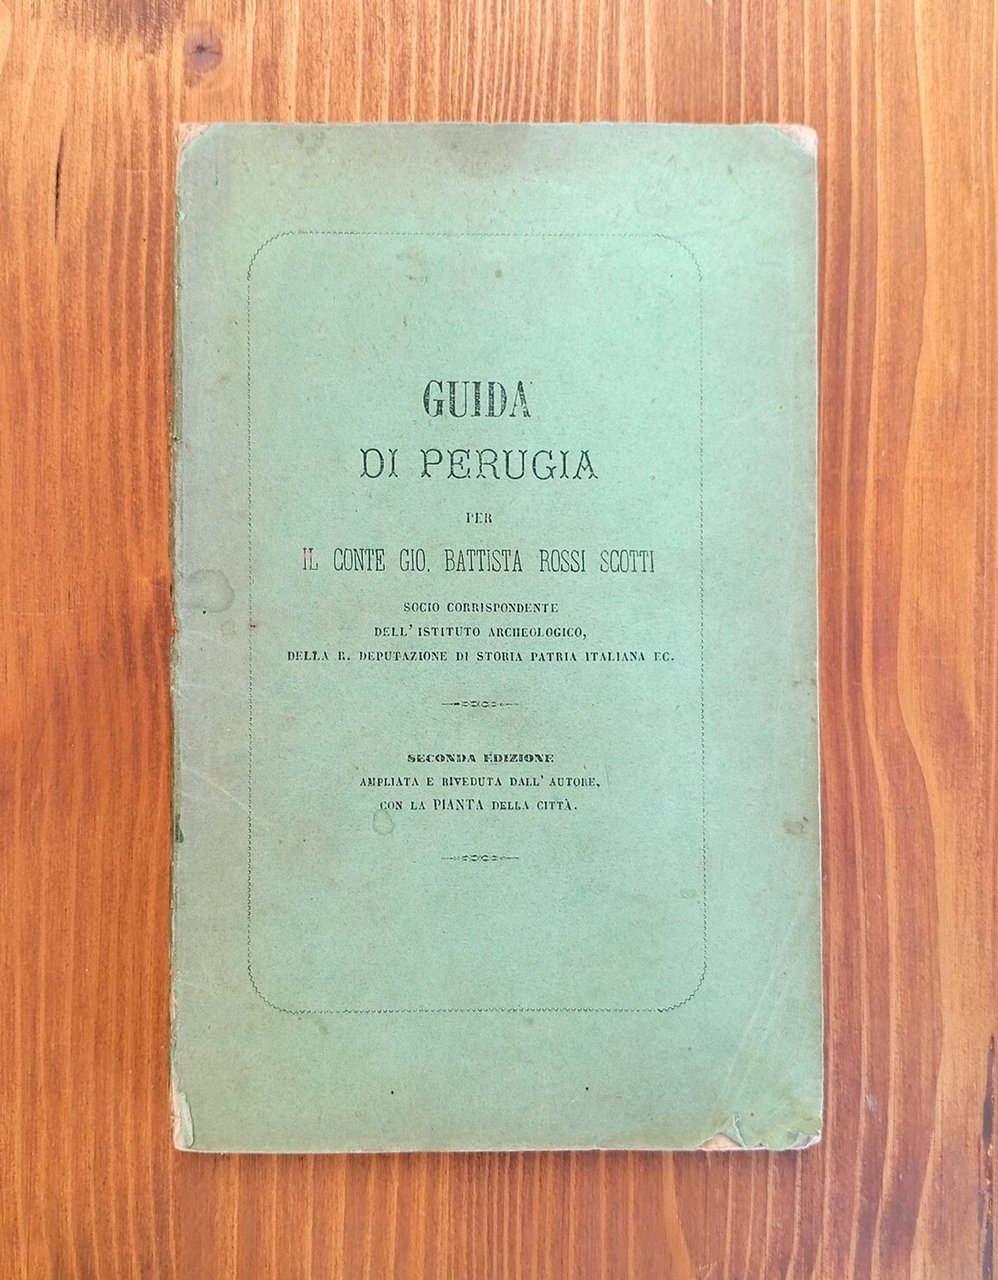 GUIDA
DI PERUGIA
PER
IL CONTE GIO. BATTISTA ROSSI SCOTTI
SOCIO CORRISPONDENTE
DELL' ISTITUTO ARCHEOLOGICO,
DELLA R. DEPUTAZIONE DI STORIA PATRIA ITALIANA EC.
SECONDA EDIZIONE
AMPLIATA E RIVEDUTA DALL' AUTORE,
CON LA PIANTA DELLA CITTÀ.